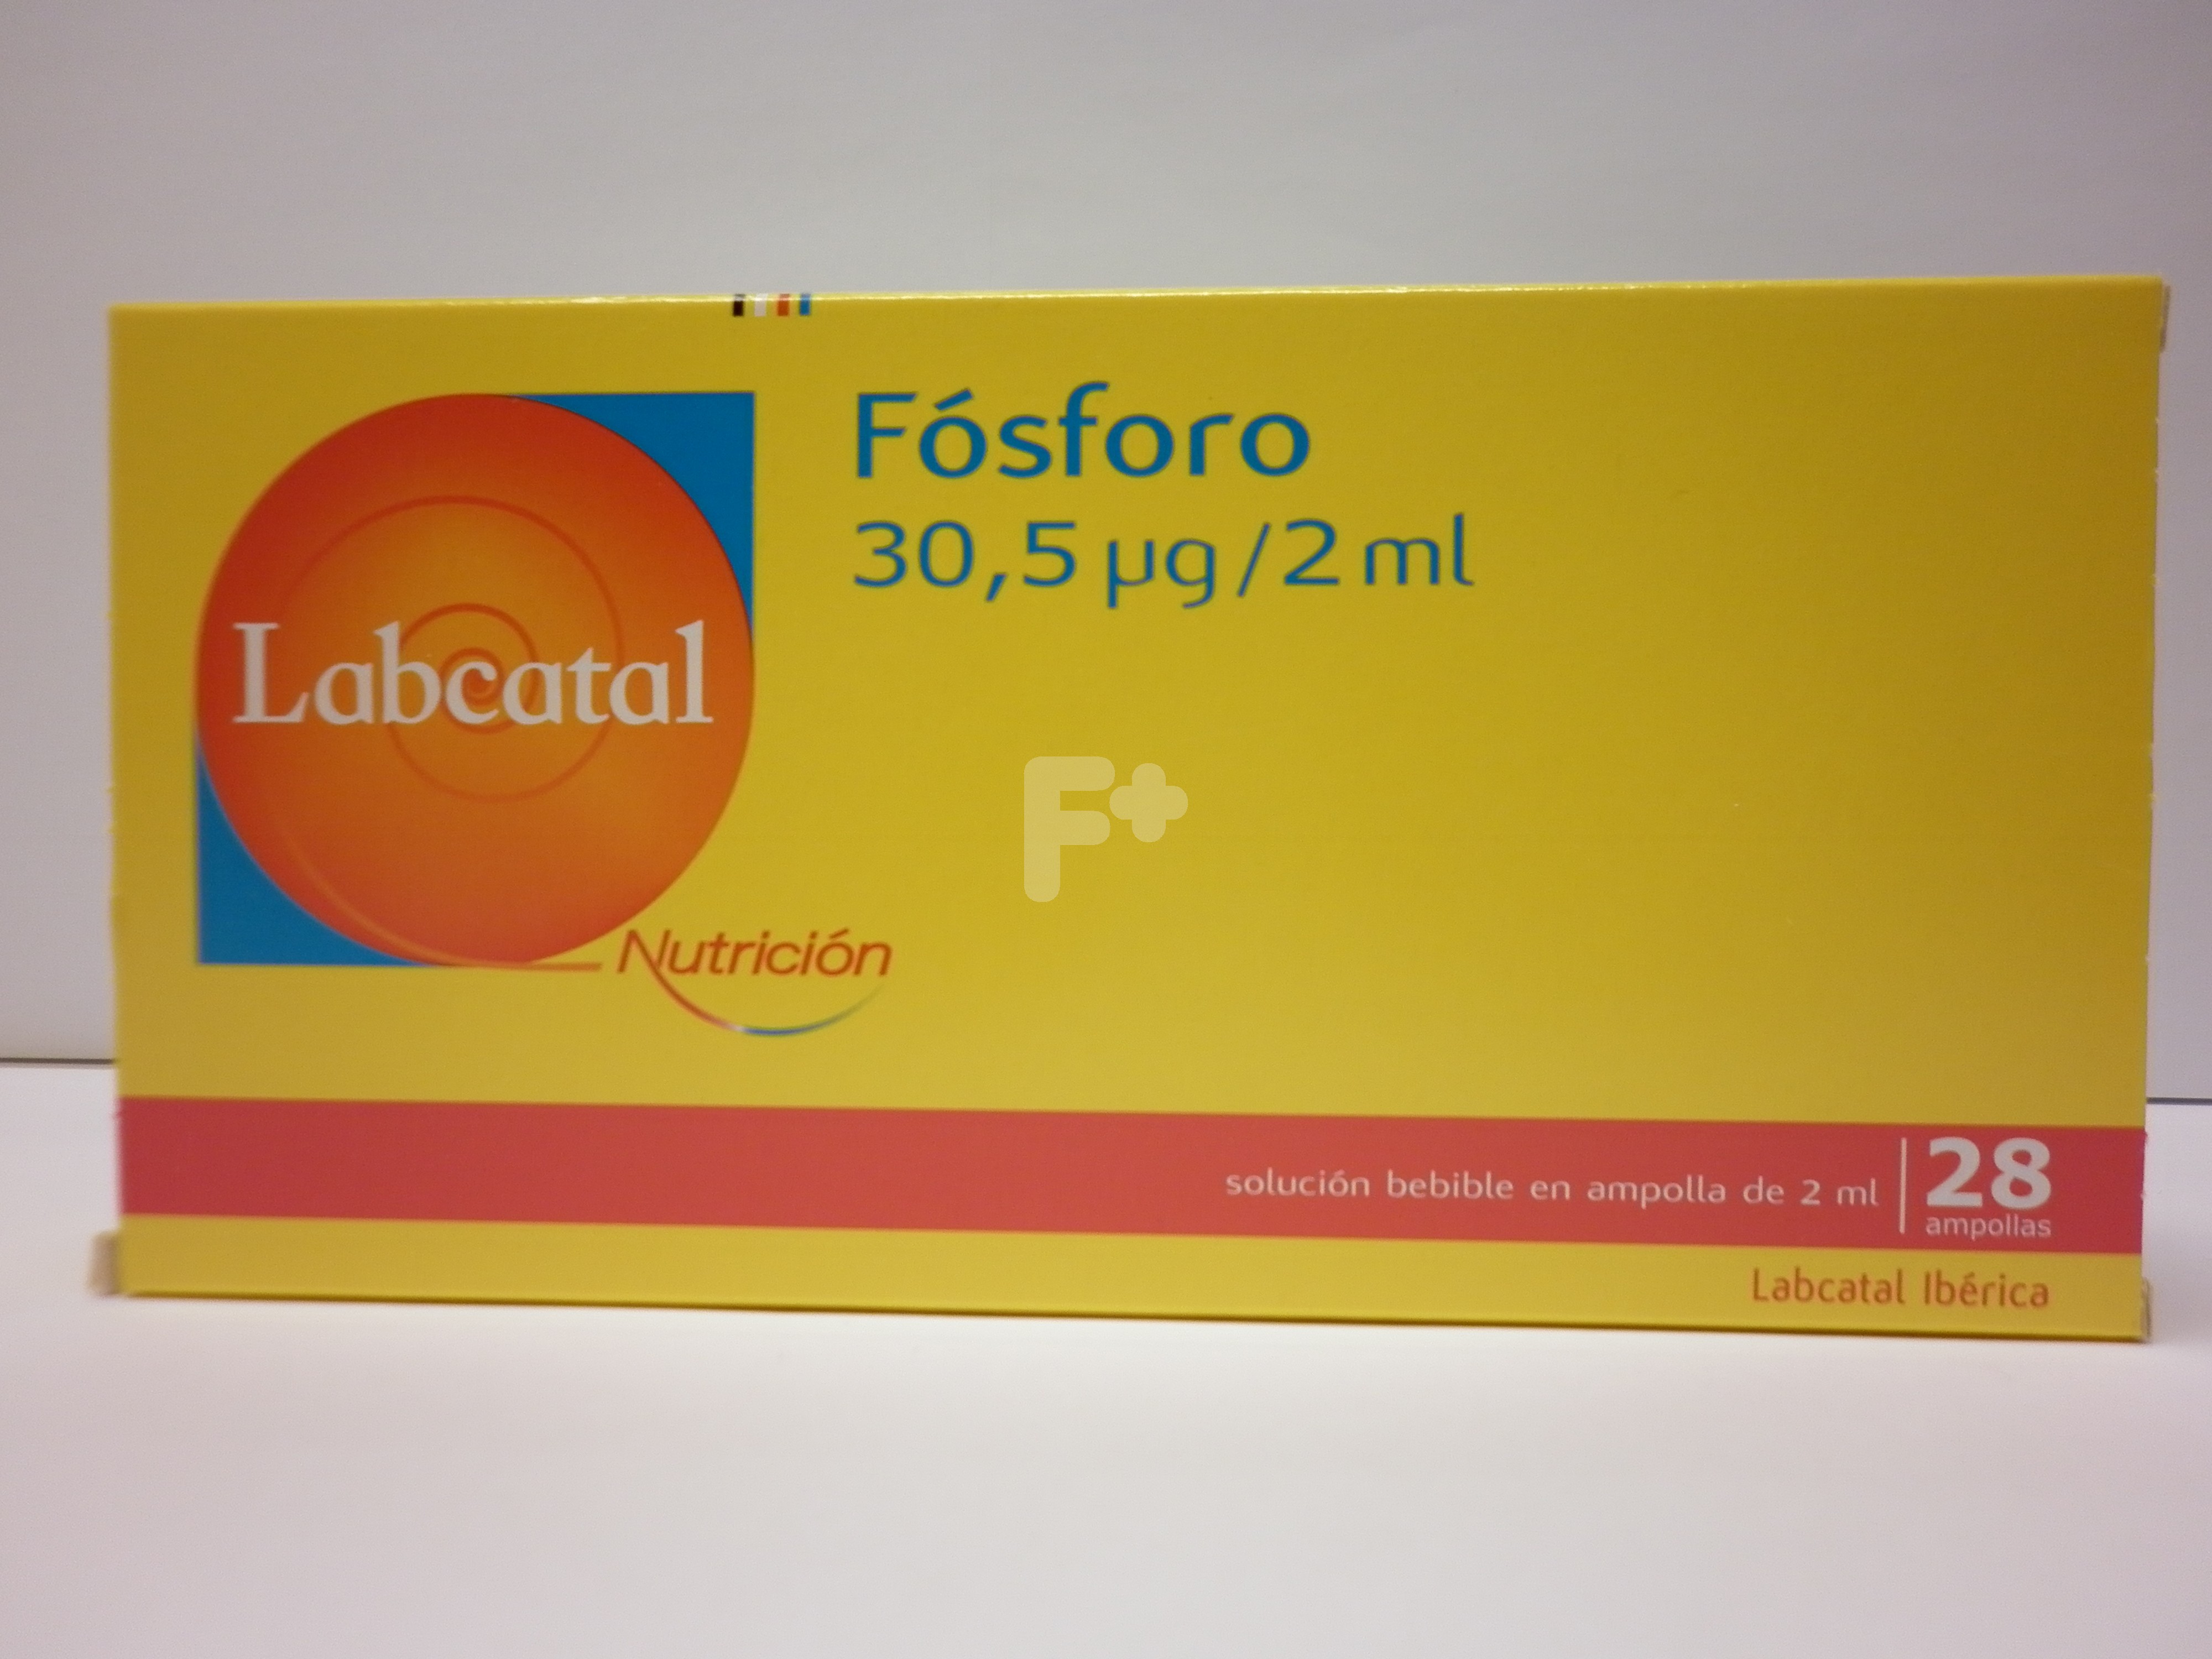 Fósforo
30,5 µg/2 ml
Labcatal
F+
Nutrición
solución bebible en ampolla de 2 ml
28
ampollas
Labcatal Ibérica